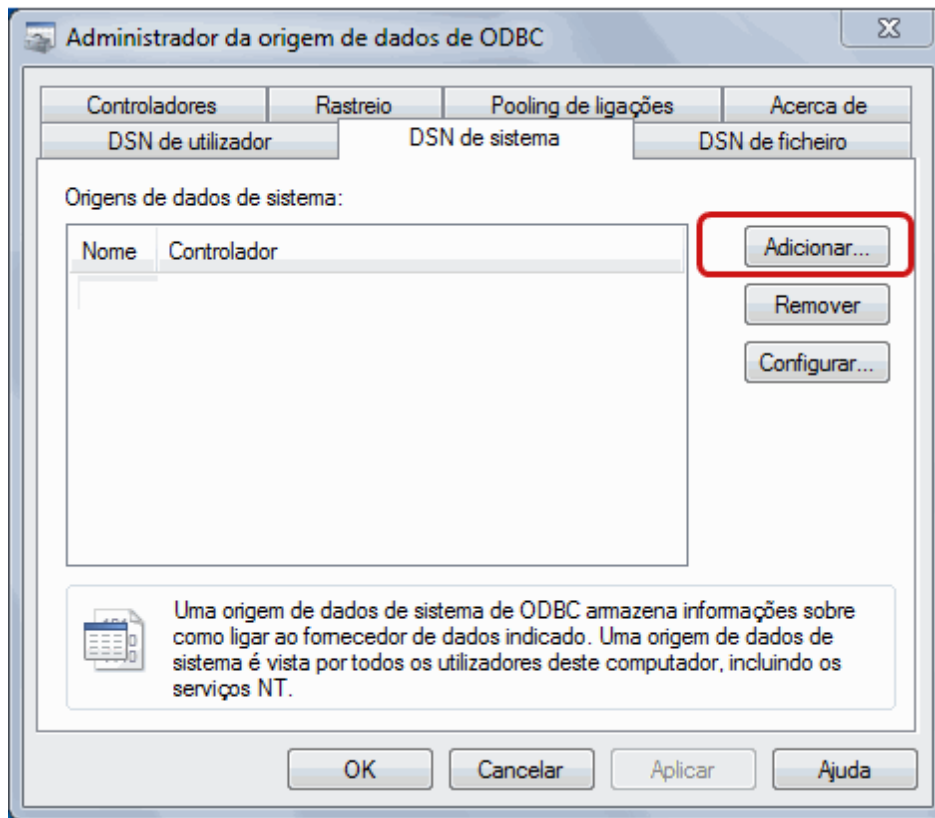 Administrador da origem de dados de ODBC
Controladores
Rastreio
Pooling de ligações
Acerca de
DSN de utilizador
DSN de sistema
DSN de ficheiro
Origens de dados de sistema:
Nome
Controlador
Adicionar...
Remover
Configurar...
Uma origem de dados de sistema de ODBC armazena informações sobre
como ligar ao fornecedor de dados indicado. Uma origem de dados de
sistema é vista por todos os utilizadores deste computador, incluindo os
serviços NT.
OK
Cancelar
Aplicar
Ajuda